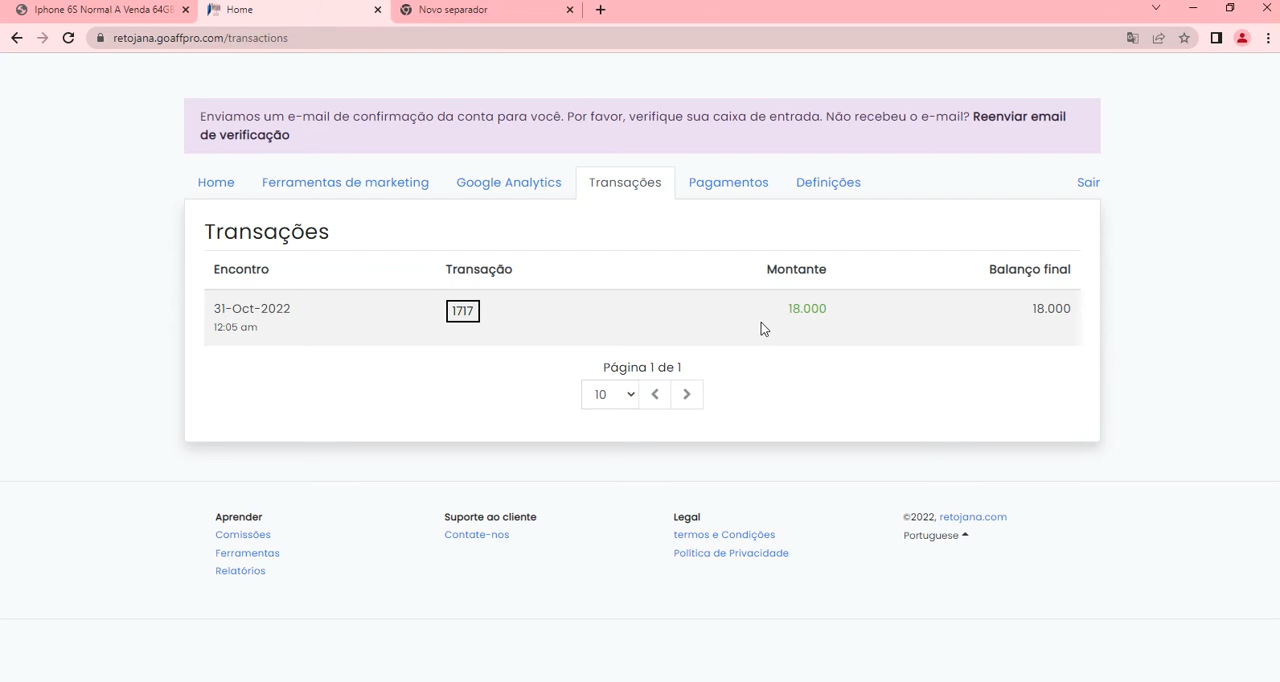 Iphone 6S Normal A Venda 64GB
Home
Novo separador
retojana.goaffpro.com/transactions
Enviamos um e-mail de confirmação da conta para você. Por favor, verifique sua caixa de entrada. Não recebeu o e-mail? Reenviar email
de verificação
Home
Ferramentas de marketing
Google Analytics
Transações
Pagamentos
Definições
Sair
Transações
Encontro
Transação
Montante
Balanço final
31-Oct-2022
1717
18.000
18.000
12:05 am
Página 1 de 1
10
Aprender
Suporte ao cliente
Legal
©2022, retojana.com
Comissões
Contate-nos
termos e Condições
Portuguese
Ferramentas
Política de Privacidade
Relatórios